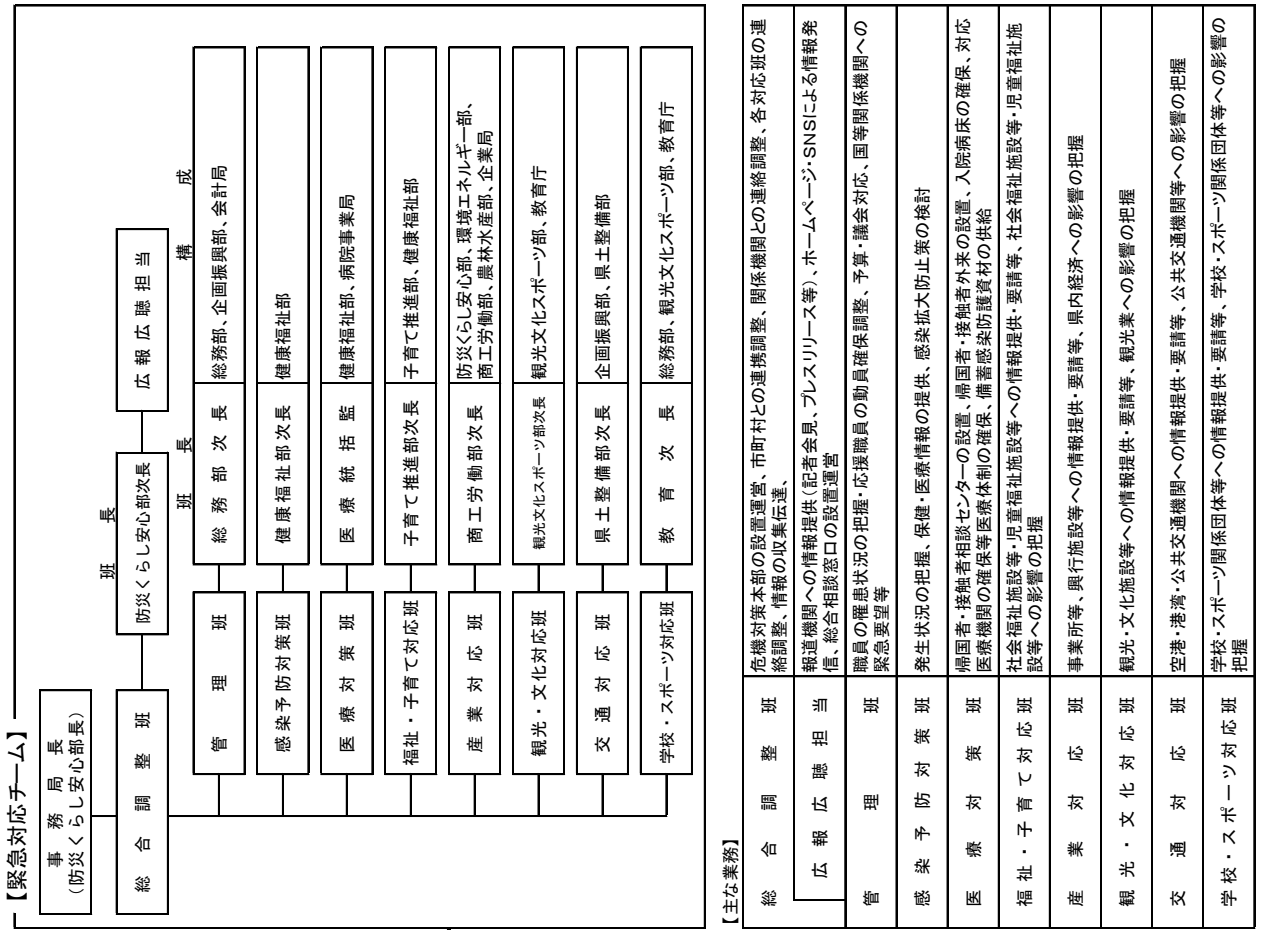 【緊急対応チーム】
事務局長
(防災くらし安心部長)
班長
総合調整班
防災くらし安心部次長
広報広聴担当
班長
構成
管理班
総務部次長
総務部、企画振興部、会計局
感染予防対策班
健康福祉部次長
健康福祉部
医療対策班
医療統括監
健康福祉部、病院事業局
福祉・子育て対応班
子育て推進部次長
子育て推進部、健康福祉部
産業対応班
商工労働部次長
防災くらし安心部、環境エネルギー部、
商工労働部、農林水産部、企業局
観光・文化対応班
観光文化スポーツ部次長
観光文化スポーツ部、教育庁
交通対応班
県土整備部次長
企画振興部、県土整備部
学校・スポーツ対応班
教育次長
総務部、観光文化スポーツ部、教育庁
【主な業務】
総合調整班
危機対策本部の設置運営、市町村との連携調整、関係機関との連絡調整、各対応班の連
絡調整、情報の収集伝達、
広報広聴担当
報道機関への情報提供(記者会見、プレスリリース等)、ホームページ・SNSによる情報発
信、総合相談窓口の設置運営
管理班
職員の罹患状況の把握・応援職員の動員確保調整、予算・議会対応、国等関係機関への
緊急要望等
感染予防対策班
発生状況の把握、保健・医療情報の提供、感染拡大防止策の検討
医療対策班
帰国者・接触者相談センターの設置、帰国者・接触者外来の設置、入院病床の確保、対応
医療機関の確保等医療体制の確保、備蓄感染防護資材の供給
福祉・子育て対応班
社会福祉施設等・児童福祉施設等への情報提供・要請等、社会福祉施設等・児童福祉施
設等への影響の把握
産業対応班
事業所等、興行施設等への情報提供・要請等、県内経済への影響の把握
観光・文化対応班
観光・文化施設等への情報提供・要請等、観光業への影響の把握
交通対応班
空港・港湾・公共交通機関への情報提供・要請等、公共交通機関等への影響の把握
学校・スポーツ対応班
学校・スポーツ関係団体等への情報提供・要請等、学校・スポーツ関係団体等への影響の
把握